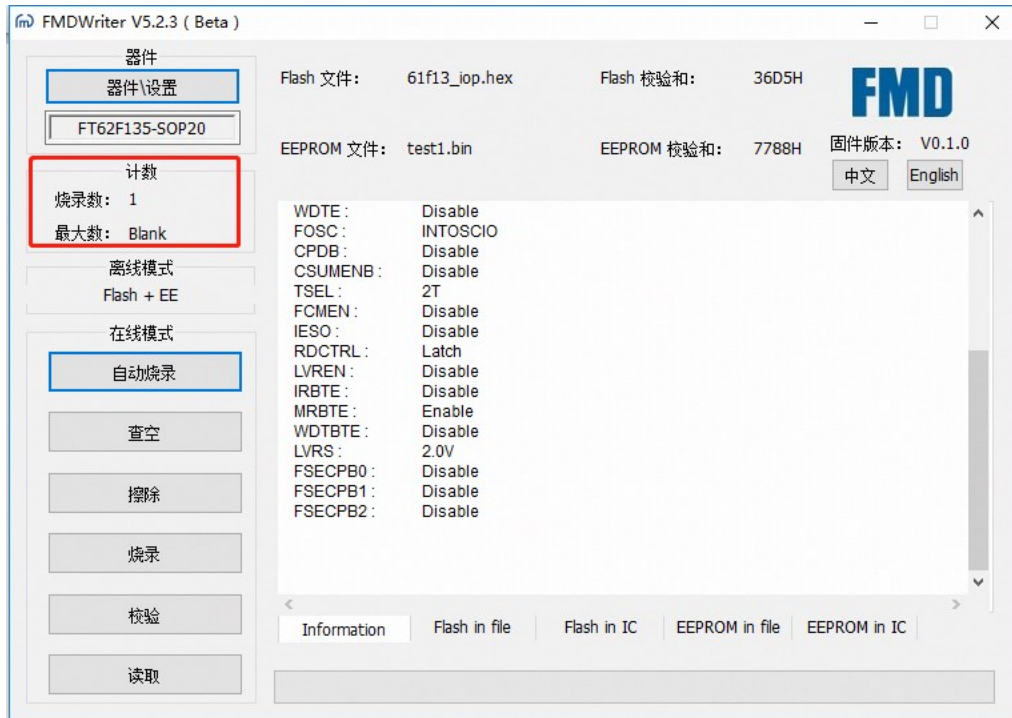 FMDWriter V5.2.3 ( Beta )
器件
器件\设置
FT62F135-SOP20
计数
烧录数： 1
最大数： Blank
离线模式
Flash + EE
在线模式
自动烧录
查空
擦除
烧录
校验
读取
Flash 文件： 61f13_iop.hex Flash 校验和： 36D5H
EEPROM 文件： test1.bin EEPROM 校验和： 7788H
FMD
固件版本： V0.1.0
中文 English
WDTE : Disable
FOSC : INTOSCIO
CPDB : Disable
CSUMENB : Disable
TSEL : 2T
FCMEN : Disable
IESO : Disable
RDCTRL : Latch
LVREN : Disable
IRBTE : Disable
MRBTE : Enable
WDTBTE : Disable
LVRS : 2.0V
FSECPB0 : Disable
FSECPB1 : Disable
FSECPB2 : Disable
Information Flash in file Flash in IC EEPROM in file EEPROM in IC